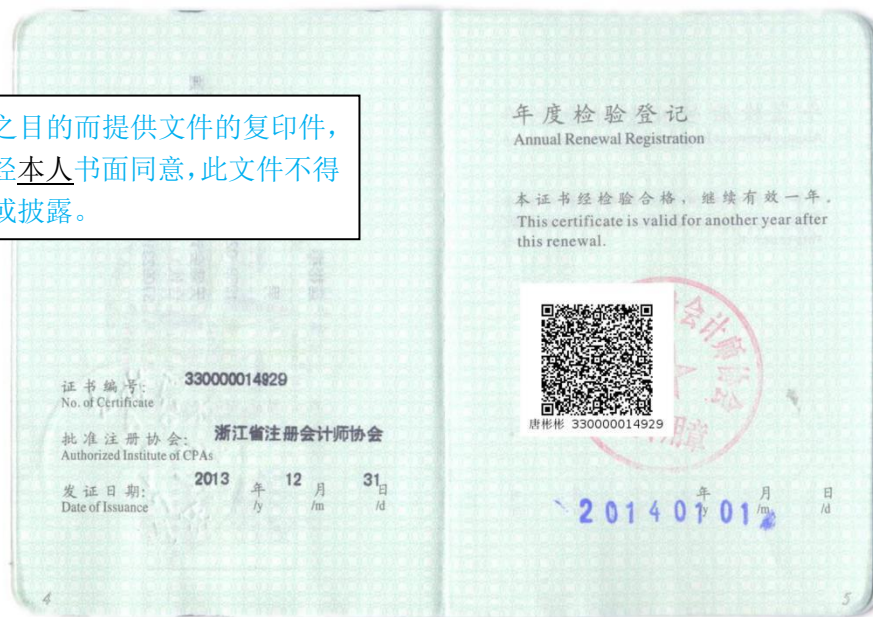 之目的而提供文件的复印件，
经本人书面同意，此文件不得
或披露。
证书编号：
330000014929
No. of Certificate
批准注册协会：
浙江省注册会计师协会
Authorized Institute of CPAs
发证日期：
2013 年 12 月 31 日
Date of Issuance /y /m /d
4
年度检验登记
Annual Renewal Registration
本证书经检验合格，继续有效一年。
This certificate is valid for another year after
this renewal.
会计师协会
唐彬彬 330000014929
年 月 日
2014 01 01
/y /m /d
5